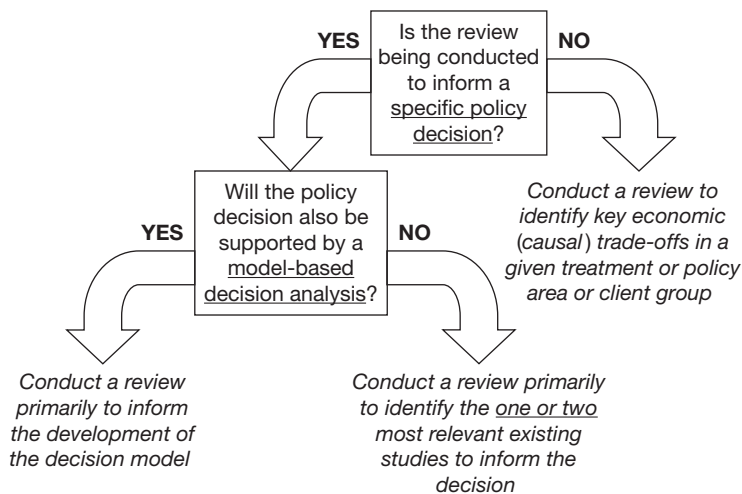 YES
Is the review
being conducted
to inform a
specific policy
decision?
NO
Conduct a review to
identify key economic
(causal) trade-offs in a
given treatment or policy
area or client group
YES
Will the policy
decision also be
supported by a
model-based
decision analysis?
NO
Conduct a review
primarily to inform
the development of
the decision model
Conduct a review primarily
to identify the one or two
most relevant existing
studies to inform the
decision